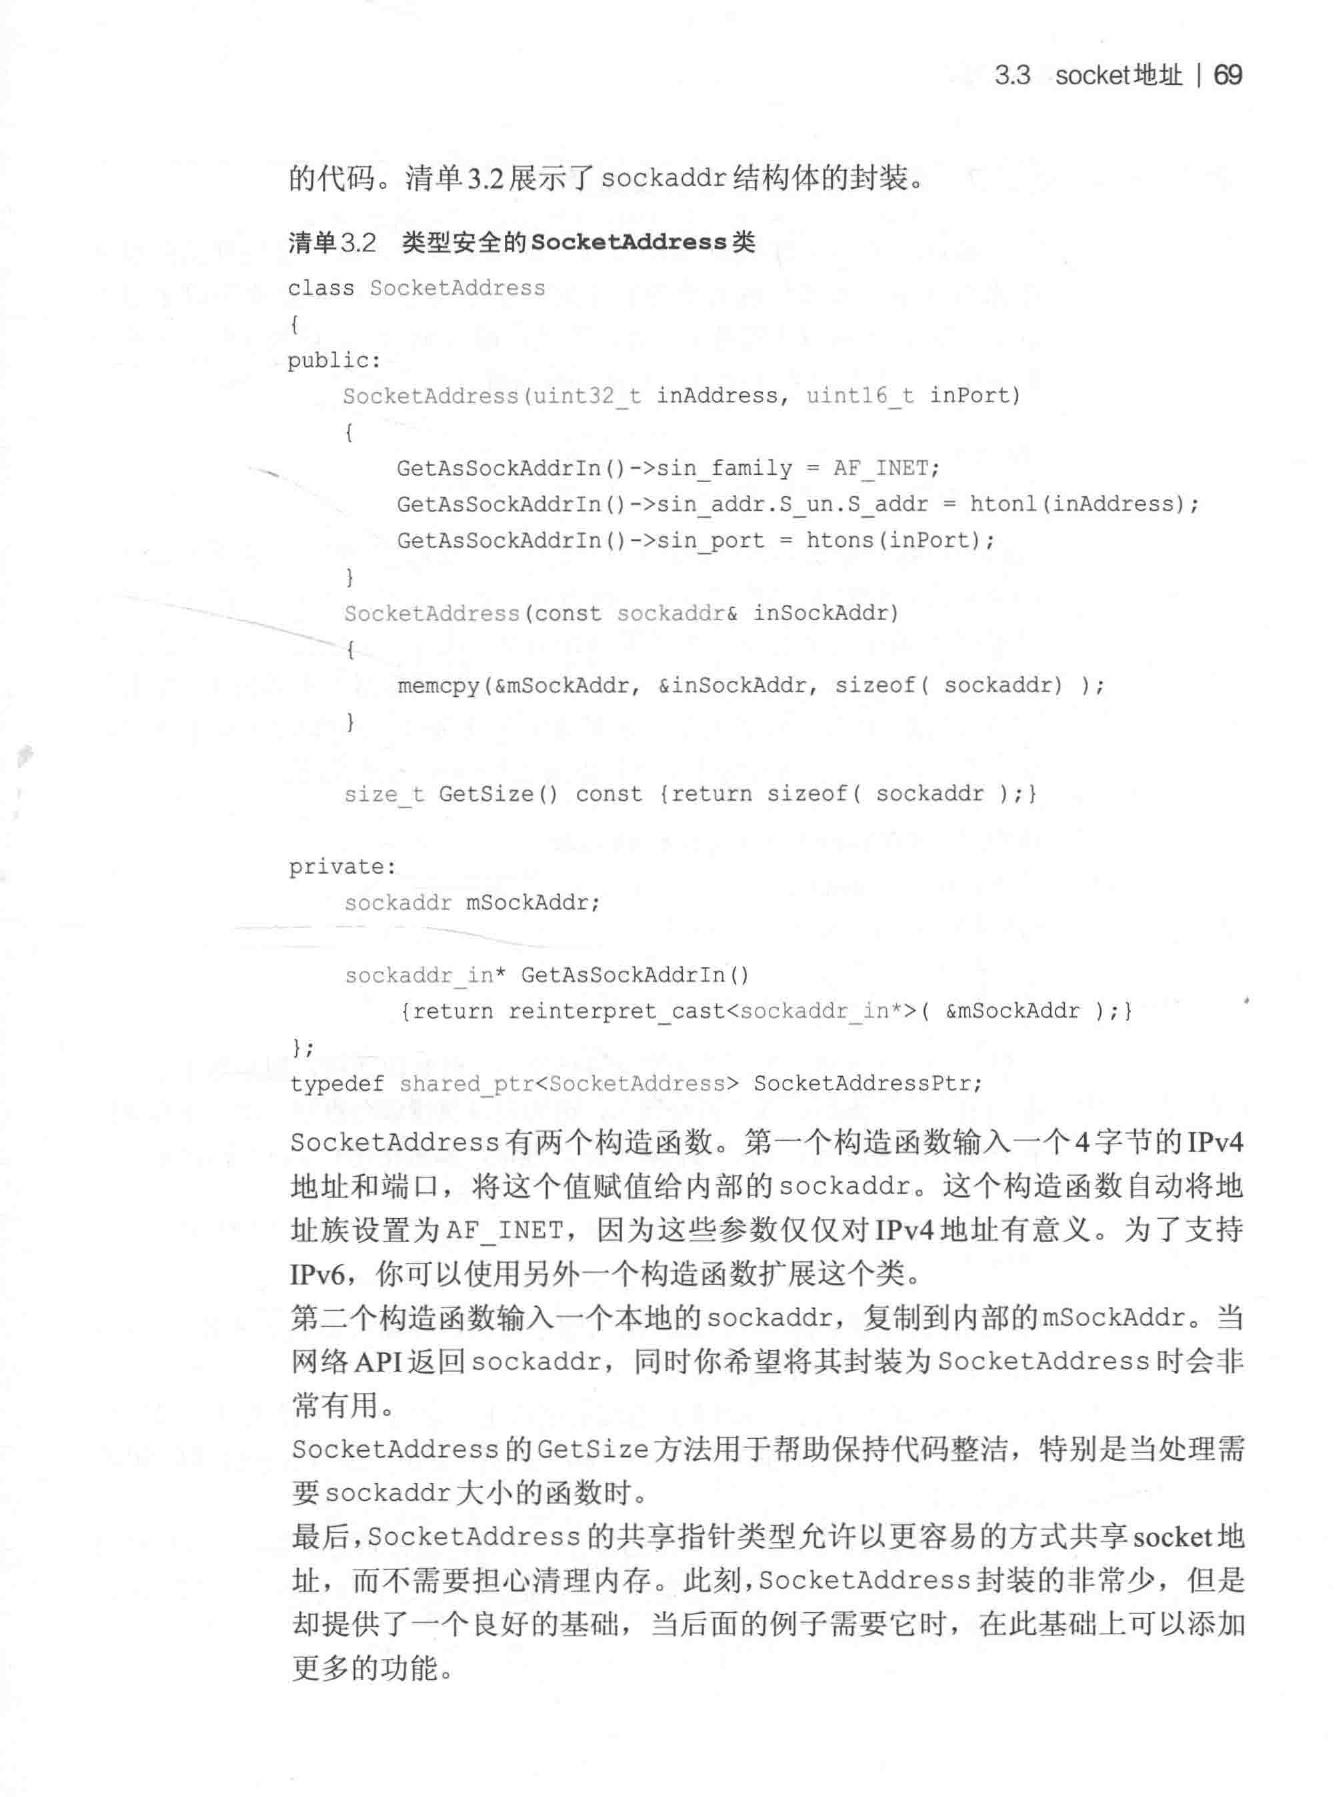 3.3 socket地址 | 69
的代码。清单3.2展示了sockaddr结构体的封装。
清单3.2 类型安全的SocketAddress类
class SocketAddress
{
public:
    SocketAddress(uint32_t inAddress, uint16_t inPort)
    {
        GetAsSockAddrIn()->sin_family = AF_INET;
        GetAsSockAddrIn()->sin_addr.S_un.S_addr = htonl(inAddress);
        GetAsSockAddrIn()->sin_port = htons(inPort);
    }
    SocketAddress(const sockaddr& inSockAddr)
    {
        memcpy(&mSockAddr, &inSockAddr, sizeof( sockaddr) );
    }
    size_t GetSize() const {return sizeof( sockaddr );}
private:
    sockaddr mSockAddr;
    sockaddr_in* GetAsSockAddrIn()
        {return reinterpret_cast<sockaddr_in*>( &mSockAddr );}
};
typedef shared_ptr<SocketAddress> SocketAddressPtr;
SocketAddress有两个构造函数。第一个构造函数输入一个4字节的IPv4
地址和端口，将这个值赋值给内部的sockaddr。这个构造函数自动将地
址族设置为AF_INET，因为这些参数仅仅对IPv4地址有意义。为了支持
IPv6，你可以使用另外一个构造函数扩展这个类。
第二个构造函数输入一个本地的sockaddr，复制到内部的mSockAddr。当
网络API返回sockaddr，同时你希望将其封装为SocketAddress时会非
常有用。
SocketAddress的GetSize方法用于帮助保持代码整洁，特别是当处理需
要sockaddr大小的函数时。
最后，SocketAddress的共享指针类型允许以更容易的方式共享socket地
址，而不需要担心清理内存。此刻，SocketAddress封装的非常少，但是
却提供了一个良好的基础，当后面的例子需要它时，在此基础上可以添加
更多的功能。